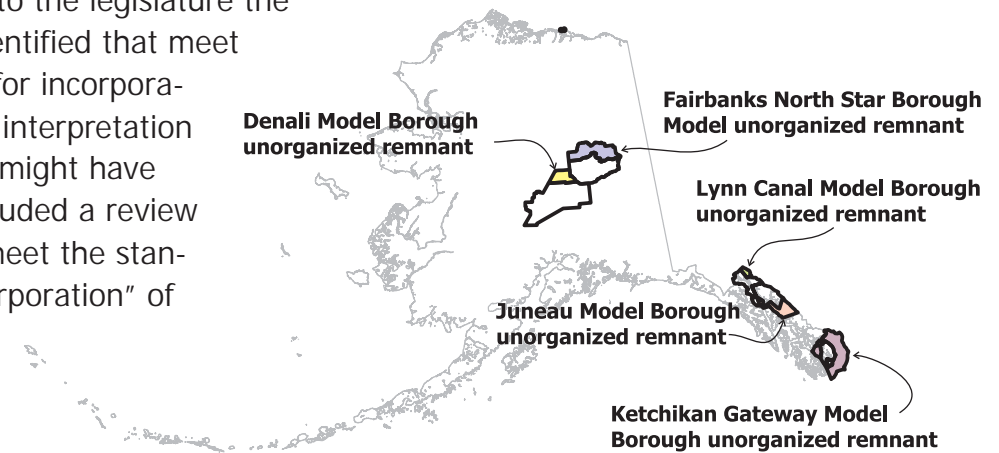 to the legislature the
entified that meet
for incorpora-
interpretation
might have
uded a review
neet the stan-
rporation" of
Denali Model Borough
unorganized remnant
Fairbanks North Star Borough
Model unorganized remnant
Lynn Canal Model Borough
unorganized remnant
Juneau Model Borough
unorganized remnant
Ketchikan Gateway Model
Borough unorganized remnant